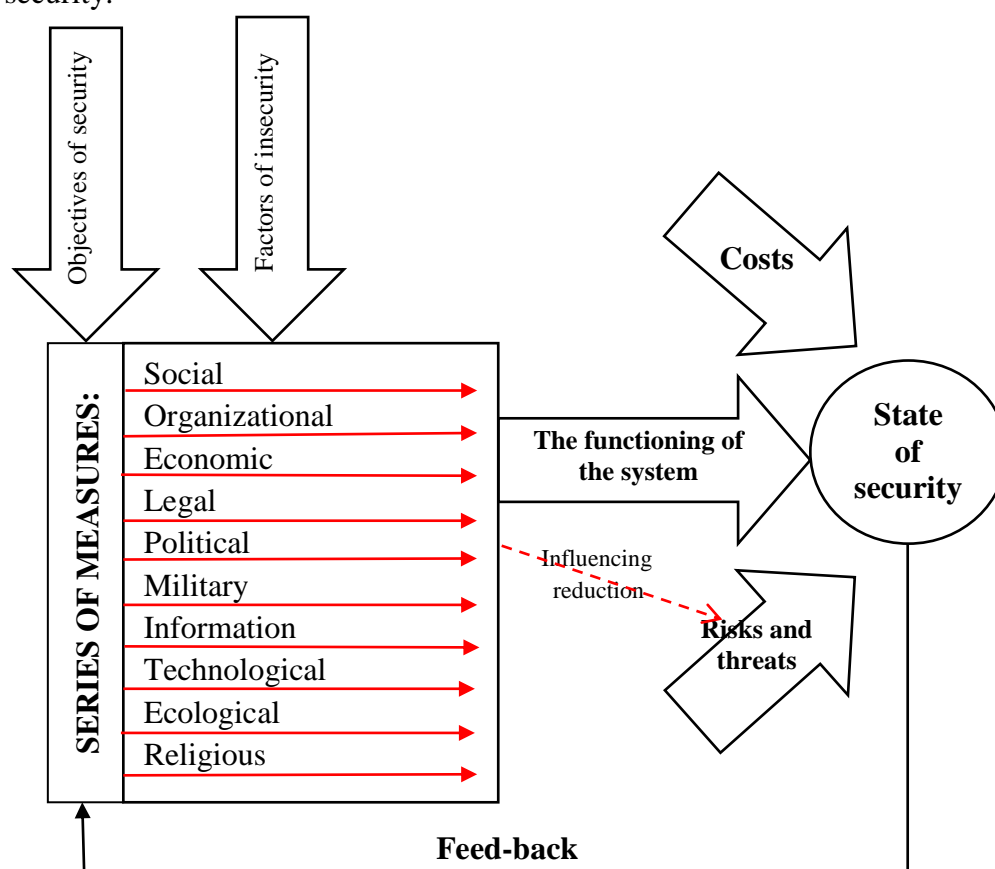 security.
Objectives of security
Factors of insecurity
Costs
SERIES OF MEASURES:
Social
Organizational
Economic
Legal
Political
Military
Information
Technological
Ecological
Religious
The functioning of
the system
State
of
security
Influencing
reduction
Risks and
threats
Feed-back